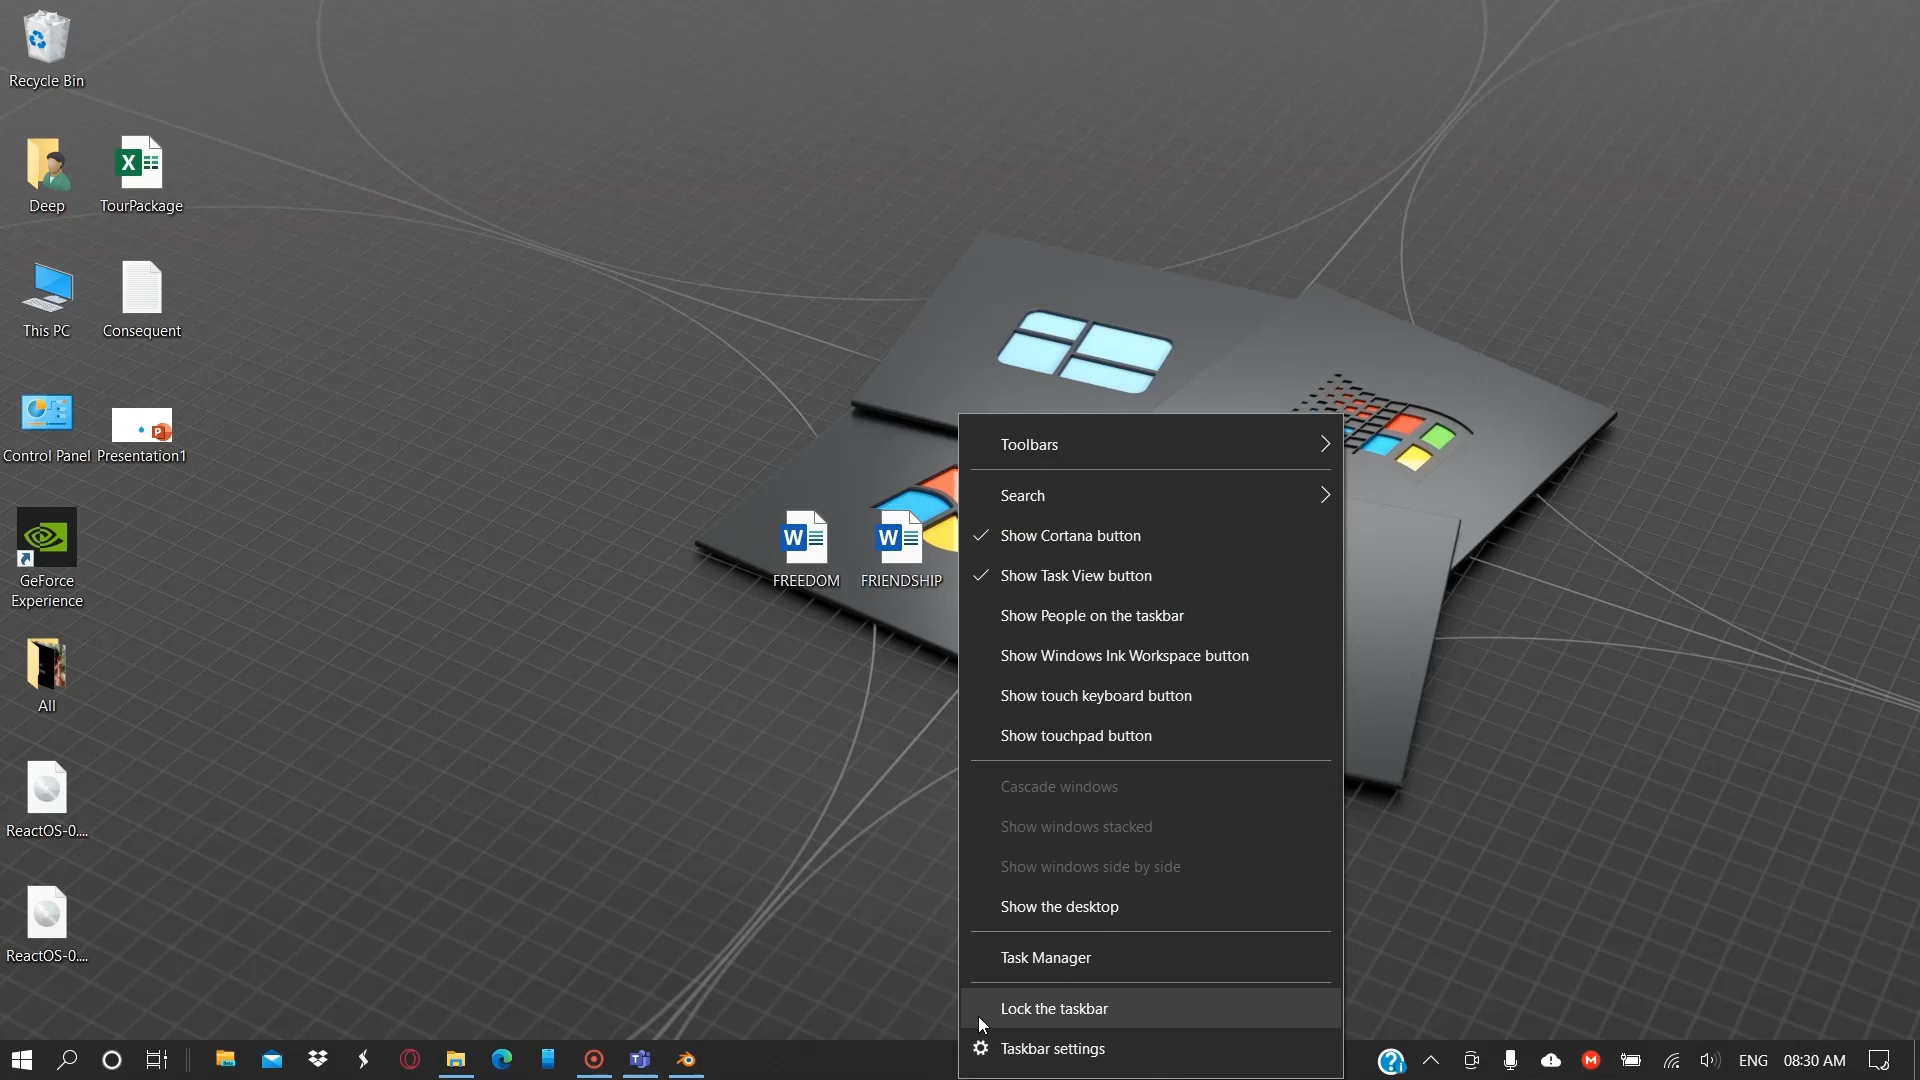 Recycle Bin
Deep
TourPackage
This PC
Consequent
Control Panel
Presentation1
GeForce
Experience
All
ReactOS-0....
ReactOS-0....
FREEDOM
FRIENDSHIP
Toolbars
Search
Show Cortana button
Show Task View button
Show People on the taskbar
Show Windows Ink Workspace button
Show touch keyboard button
Show touchpad button
Cascade windows
Show windows stacked
Show windows side by side
Show the desktop
Task Manager
Lock the taskbar
Taskbar settings
ENG
08:30 AM